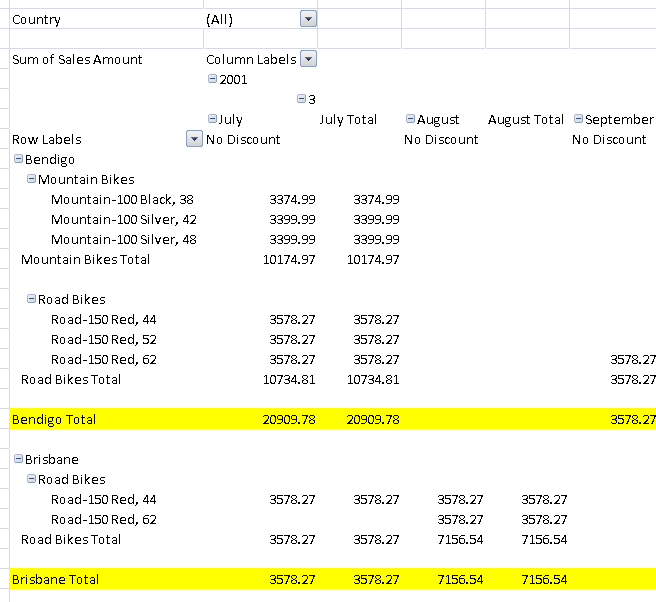 Country (All)
Sum of Sales Amount Column Labels
2001
3
July July Total August August Total September
Row Labels No Discount No Discount No Discount
Bendigo
Mountain Bikes
Mountain-100 Black, 38 3374.99 3374.99
Mountain-100 Silver, 42 3399.99 3399.99
Mountain-100 Silver, 48 3399.99 3399.99
Mountain Bikes Total 10174.97 10174.97
Road Bikes
Road-150 Red, 44 3578.27 3578.27
Road-150 Red, 52 3578.27 3578.27
Road-150 Red, 62 3578.27 3578.27 3578.27
Road Bikes Total 10734.81 10734.81 3578.27
Bendigo Total 20909.78 20909.78 3578.27
Brisbane
Road Bikes
Road-150 Red, 44 3578.27 3578.27 3578.27 3578.27
Road-150 Red, 62 3578.27 3578.27
Road Bikes Total 3578.27 3578.27 7156.54 7156.54
Brisbane Total 3578.27 3578.27 7156.54 7156.54